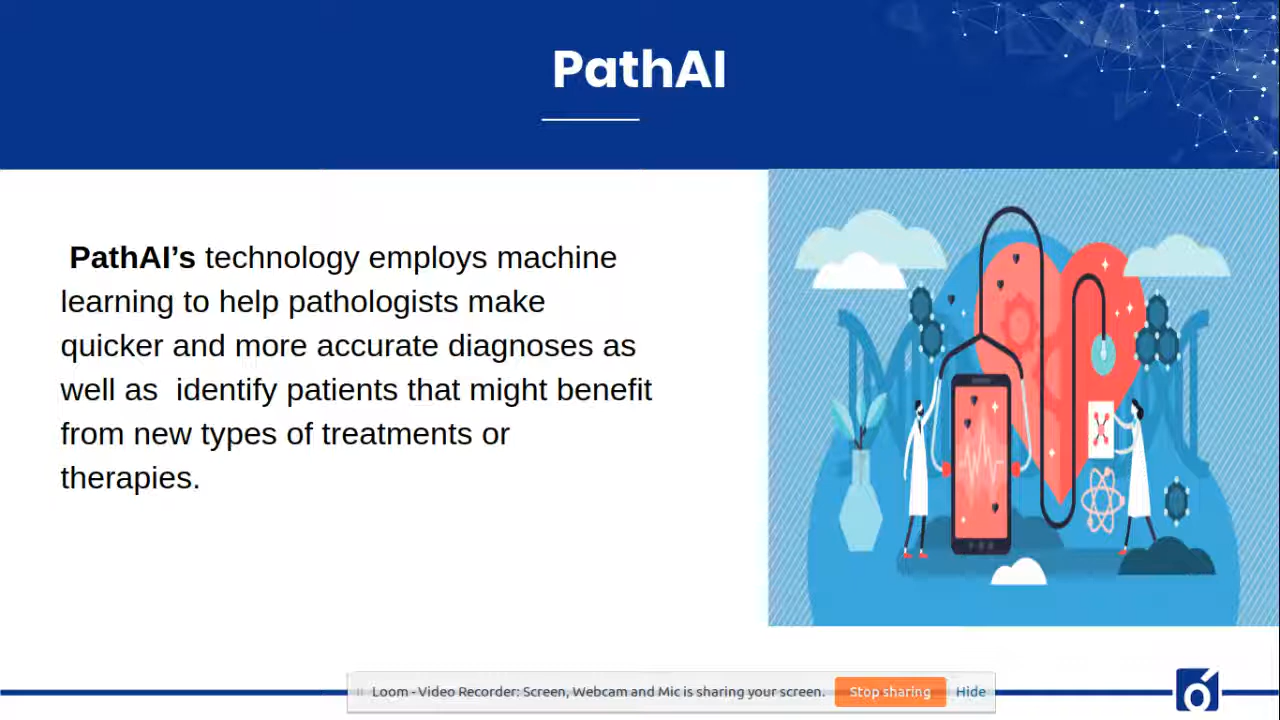 PathAI
PathAI’s technology employs machine
learning to help pathologists make
quicker and more accurate diagnoses as
well as  identify patients that might benefit
from new types of treatments or
therapies.
Loom - Video Recorder: Screen, Webcam and Mic is sharing your screen. Stop sharing Hide